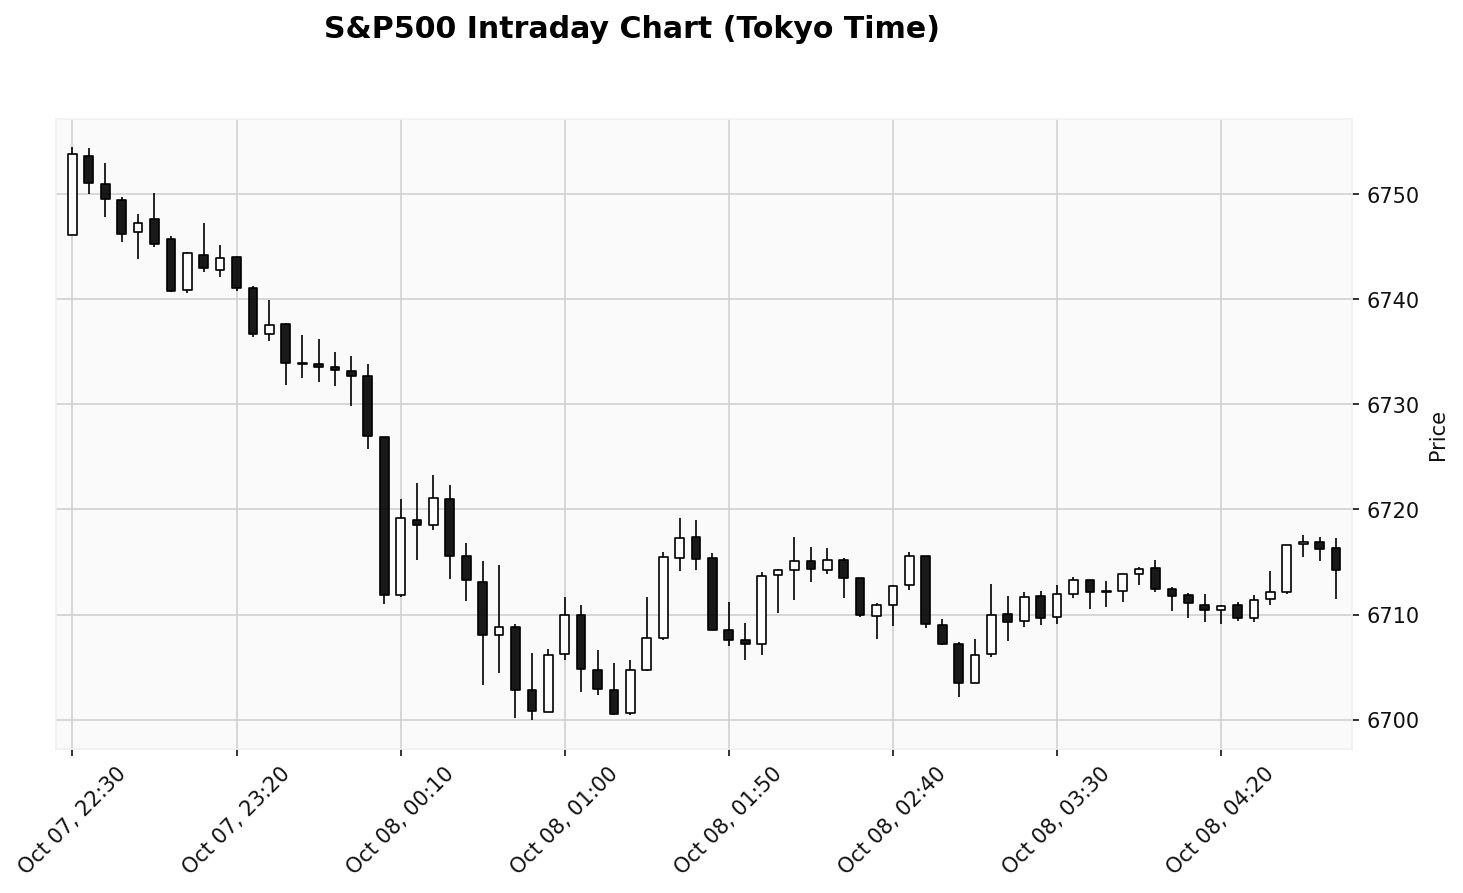 S&P500 Intraday Chart (Tokyo Time)
6750
6740
6730
6720
6710
6700
Price
Oct 07, 22:30
Oct 07, 23:20
Oct 08, 00:10
Oct 08, 01:00
Oct 08, 01:50
Oct 08, 02:40
Oct 08, 03:30
Oct 08, 04:20